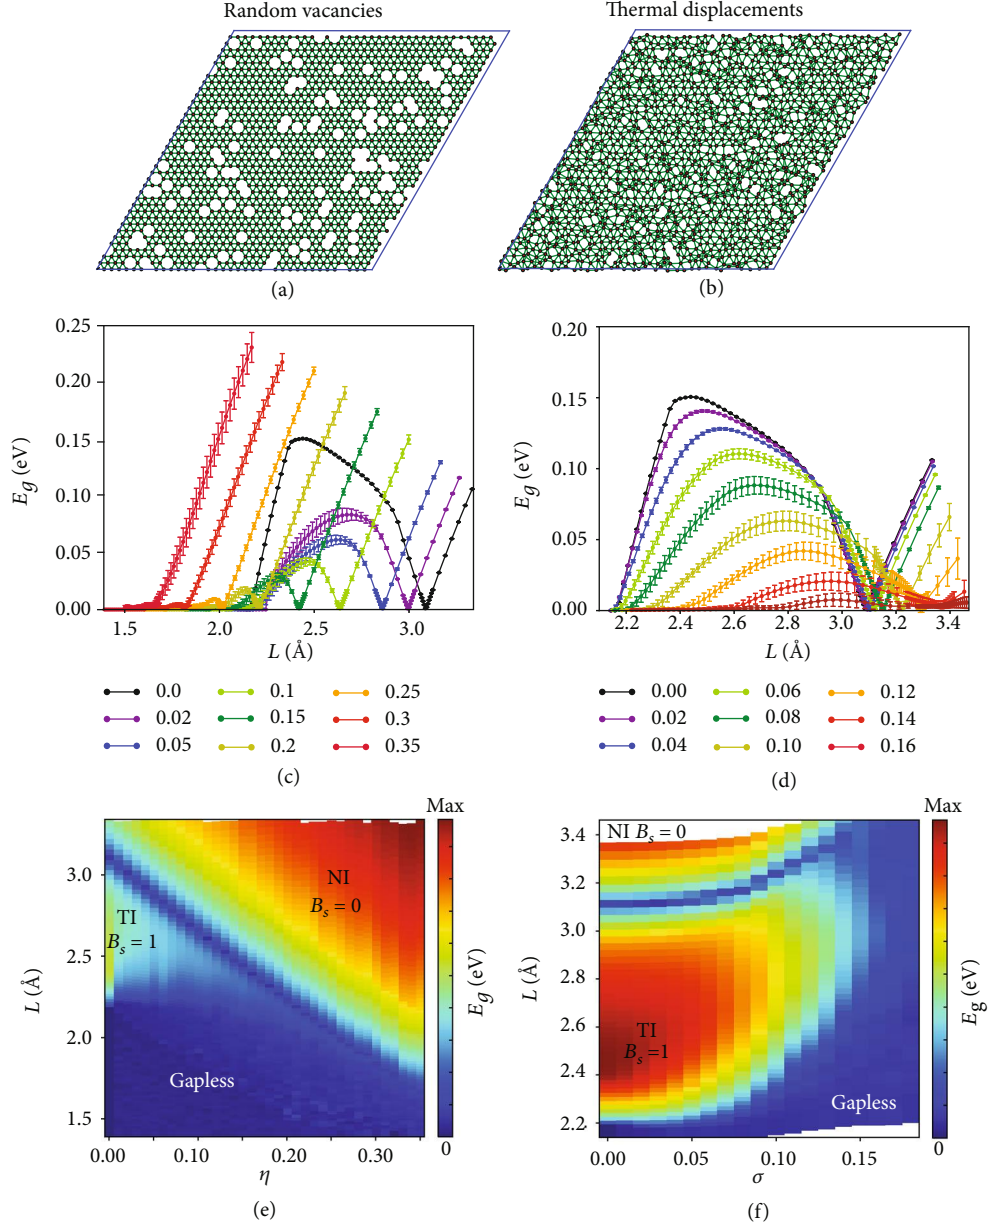 Random vacancies
Thermal displacements
(a)
(b)
0.25
0.20
0.15
0.10
0.05
0.00
E_g (eV)
1.5 2.0 2.5 3.0
L (Å)
0.0 0.1 0.25
0.02 0.15 0.3
0.05 0.2 0.35
(c)
0.20
0.15
0.10
0.05
0.00
E_g (eV)
2.2 2.4 2.6 2.8 3.0 3.2 3.4
L (Å)
0.00 0.06 0.12
0.02 0.08 0.14
0.04 0.10 0.16
(d)
3.0
2.5
2.0
1.5
L (Å)
TI
B_s = 1
NI
B_s = 0
Gapless
0.00 0.10 0.20 0.30
η
Max
0
E_g (eV)
(e)
3.4
3.2
3.0
2.8
2.6
2.4
2.2
L (Å)
NI B_s = 0
TI
B_s =1
Gapless
0.00 0.05 0.10 0.15
σ
Max
0
E_g (eV)
(f)